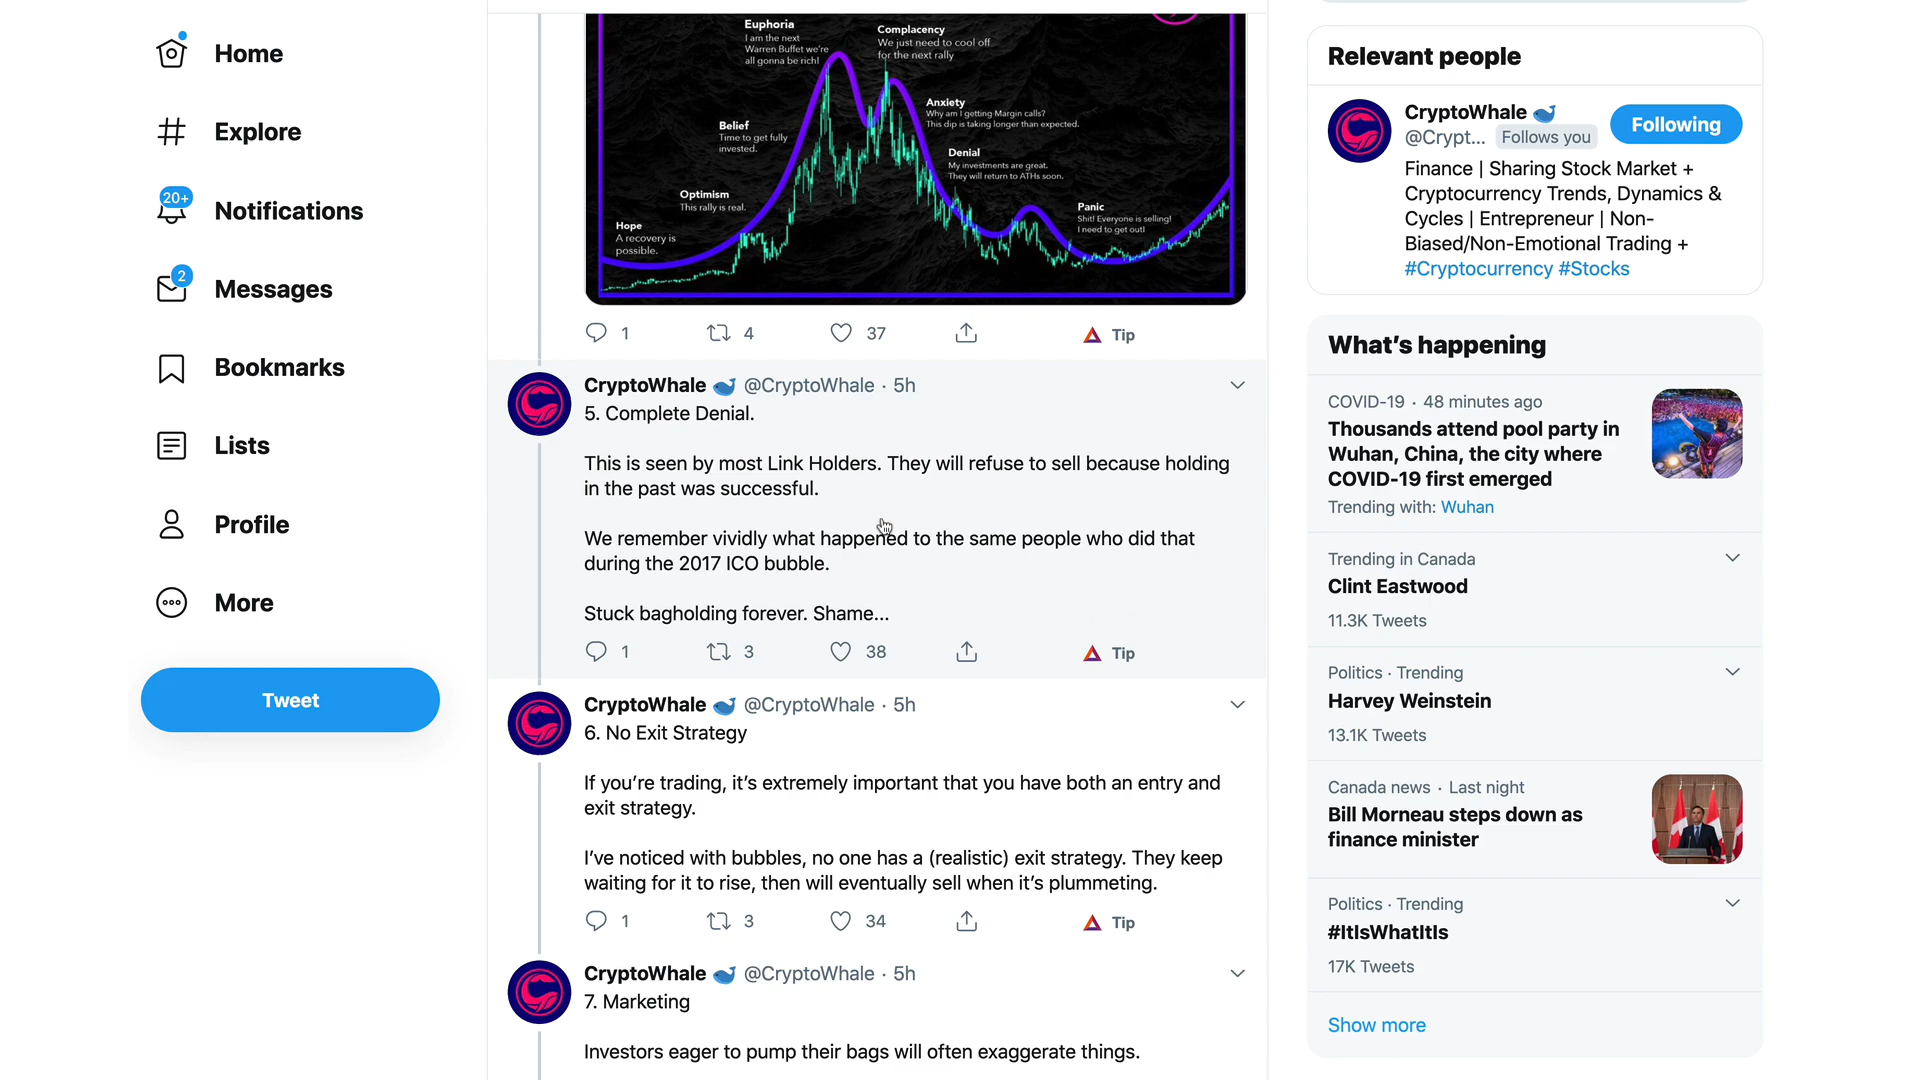 Home
Explore
20+
Notifications
2
Messages
Bookmarks
Lists
Profile
More
Tweet
Euphoria
I am the next
Warren Buffet we're
all gonna be rich!
Complacency
We just need to cool off
for the next rally
Anxiety
Why am I getting Margin calls?
This dip is taking longer than expected.
Belief
Time to get fully
invested.
Denial
My investments are great.
They will return to ATHs soon.
Optimism
This rally is real.
Panic
Shit! Everyone is selling!
I need to get out!
Hope
A recovery is
possible.
1 4 37 Tip
CryptoWhale @CryptoWhale · 5h
5. Complete Denial.
This is seen by most Link Holders. They will refuse to sell because holding
in the past was successful.
We remember vividly what happened to the same people who did that
during the 2017 ICO bubble.
Stuck bagholding forever. Shame...
1 3 38 Tip
CryptoWhale @CryptoWhale · 5h
6. No Exit Strategy
If you're trading, it's extremely important that you have both an entry and
exit strategy.
I've noticed with bubbles, no one has a (realistic) exit strategy. They keep
waiting for it to rise, then will eventually sell when it's plummeting.
1 3 34 Tip
CryptoWhale @CryptoWhale · 5h
7. Marketing
Investors eager to pump their bags will often exaggerate things.
Relevant people
CryptoWhale
@Crypt... Follows you
Following
Finance | Sharing Stock Market +
Cryptocurrency Trends, Dynamics &
Cycles | Entrepreneur | Non-
Biased/Non-Emotional Trading +
#Cryptocurrency #Stocks
What's happening
COVID-19 · 48 minutes ago
Thousands attend pool party in
Wuhan, China, the city where
COVID-19 first emerged
Trending with: Wuhan
Trending in Canada
Clint Eastwood
11.3K Tweets
Politics · Trending
Harvey Weinstein
13.1K Tweets
Canada news · Last night
Bill Morneau steps down as
finance minister
Politics · Trending
#ItIsWhatItIs
17K Tweets
Show more